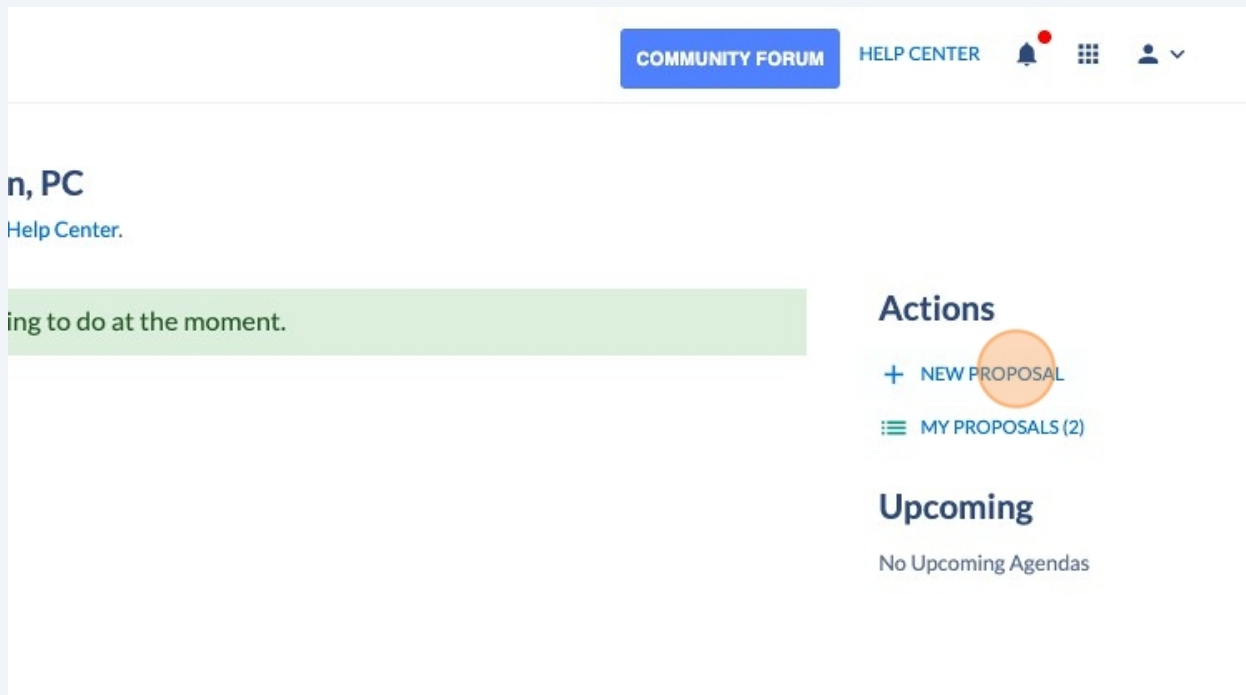 COMMUNITY FORUM HELP CENTER
n, PC
Help Center.
ing to do at the moment.
Actions
NEW PROPOSAL
MY PROPOSALS (2)
Upcoming
No Upcoming Agendas